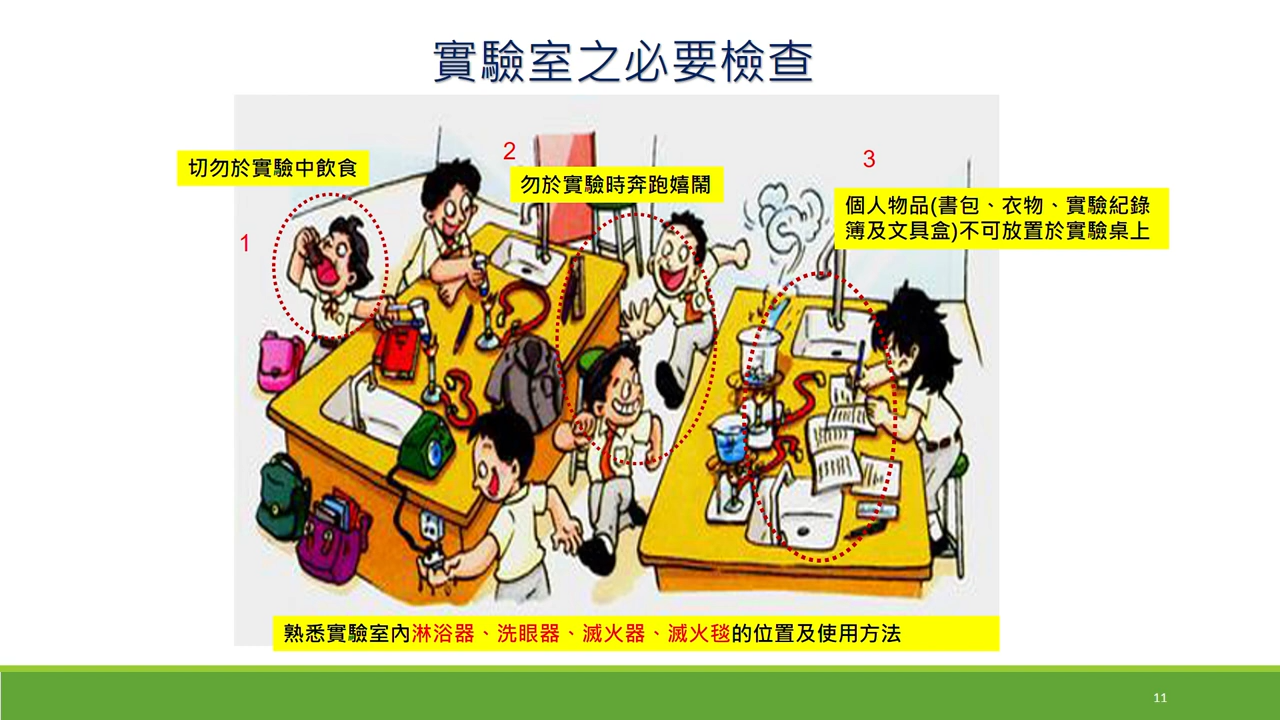 實驗室之必要檢查
切勿於實驗中飲食
1
2
勿於實驗時奔跑嬉鬧
3
個人物品(書包、衣物、實驗紀錄
簿及文具盒)不可放置於實驗桌上
熟悉實驗室內淋浴器、洗眼器、滅火器、滅火毯的位置及使用方法
11